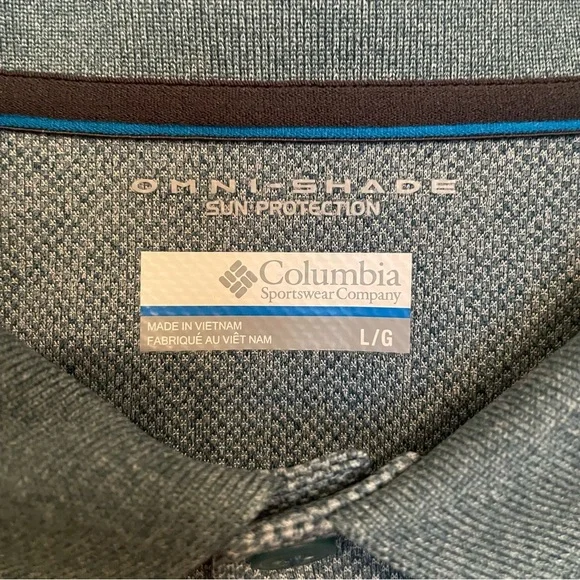 OMNI-SHADE
SUN PROTECTION
Columbia
Sportswear Company
MADE IN VIETNAM
FABRIQUÉ AU VIÊT NAM
L/G